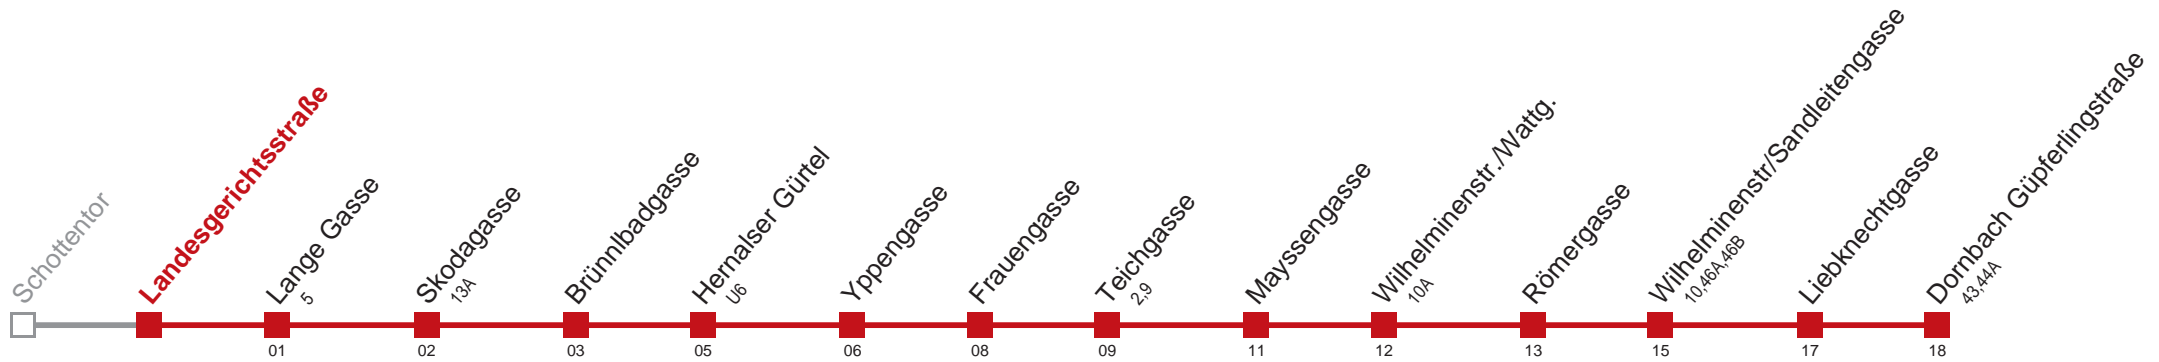 Schottentor
Landesgerichtsstraße
Lange Gasse
5
Skodagasse
13A
Brünnlbadgasse
Hernalser Gürtel
U6
Yppengasse
Frauengasse
Teichgasse
2,9
Mayssengasse
Wilhelminenstr./Wattg.
10A
Römergasse
Wilhelminenstr/Sandleitengasse
10,46A,46B
Liebknechtgasse
Dornbach Güpferlingstraße
43,44A
01 02 03 05 06 08 09 11 12 13 15 17 18